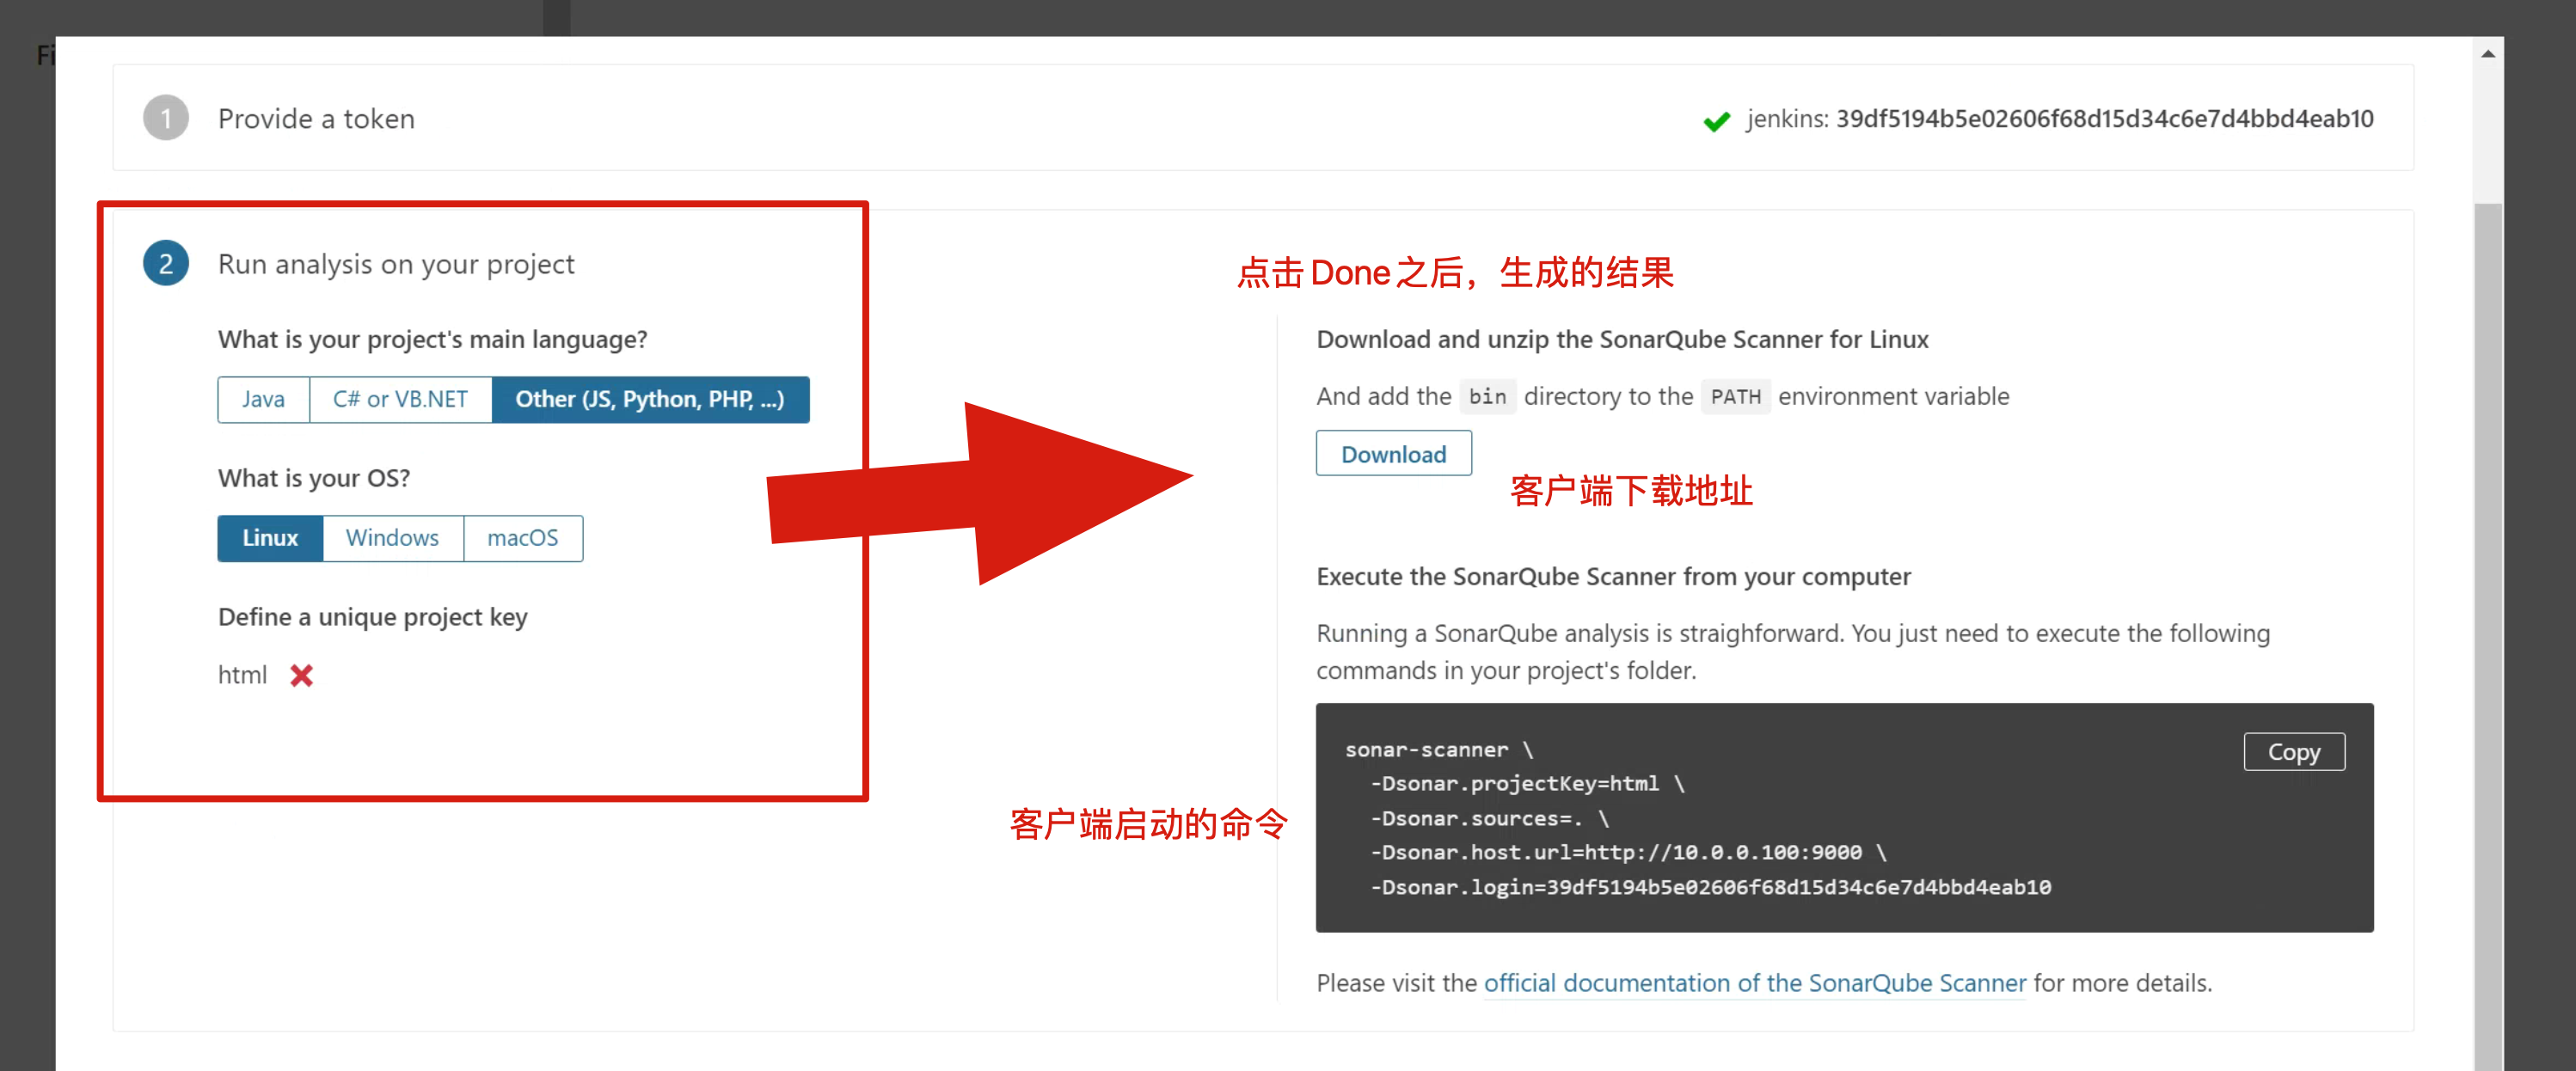 Fi
1 Provide a token
jenkins: 39df5194b5e02606f68d15d34c6e7d4bbd4eab10
2 Run analysis on your project
What is your project's main language?
Java C# or VB.NET Other (JS, Python, PHP, ...)
What is your OS?
Linux Windows macOS
Define a unique project key
html
点击Done之后，生成的结果
Download and unzip the SonarQube Scanner for Linux
And add the bin directory to the PATH environment variable
Download
客户端下载地址
Execute the SonarQube Scanner from your computer
Running a SonarQube analysis is straighforward. You just need to execute the following
commands in your project's folder.
客户端启动的命令
Copy
sonar-scanner \
-Dsonar.projectKey=html \
-Dsonar.sources=. \
-Dsonar.host.url=http://10.0.0.100:9000 \
-Dsonar.login=39df5194b5e02606f68d15d34c6e7d4bbd4eab10
Please visit the official documentation of the SonarQube Scanner for more details.